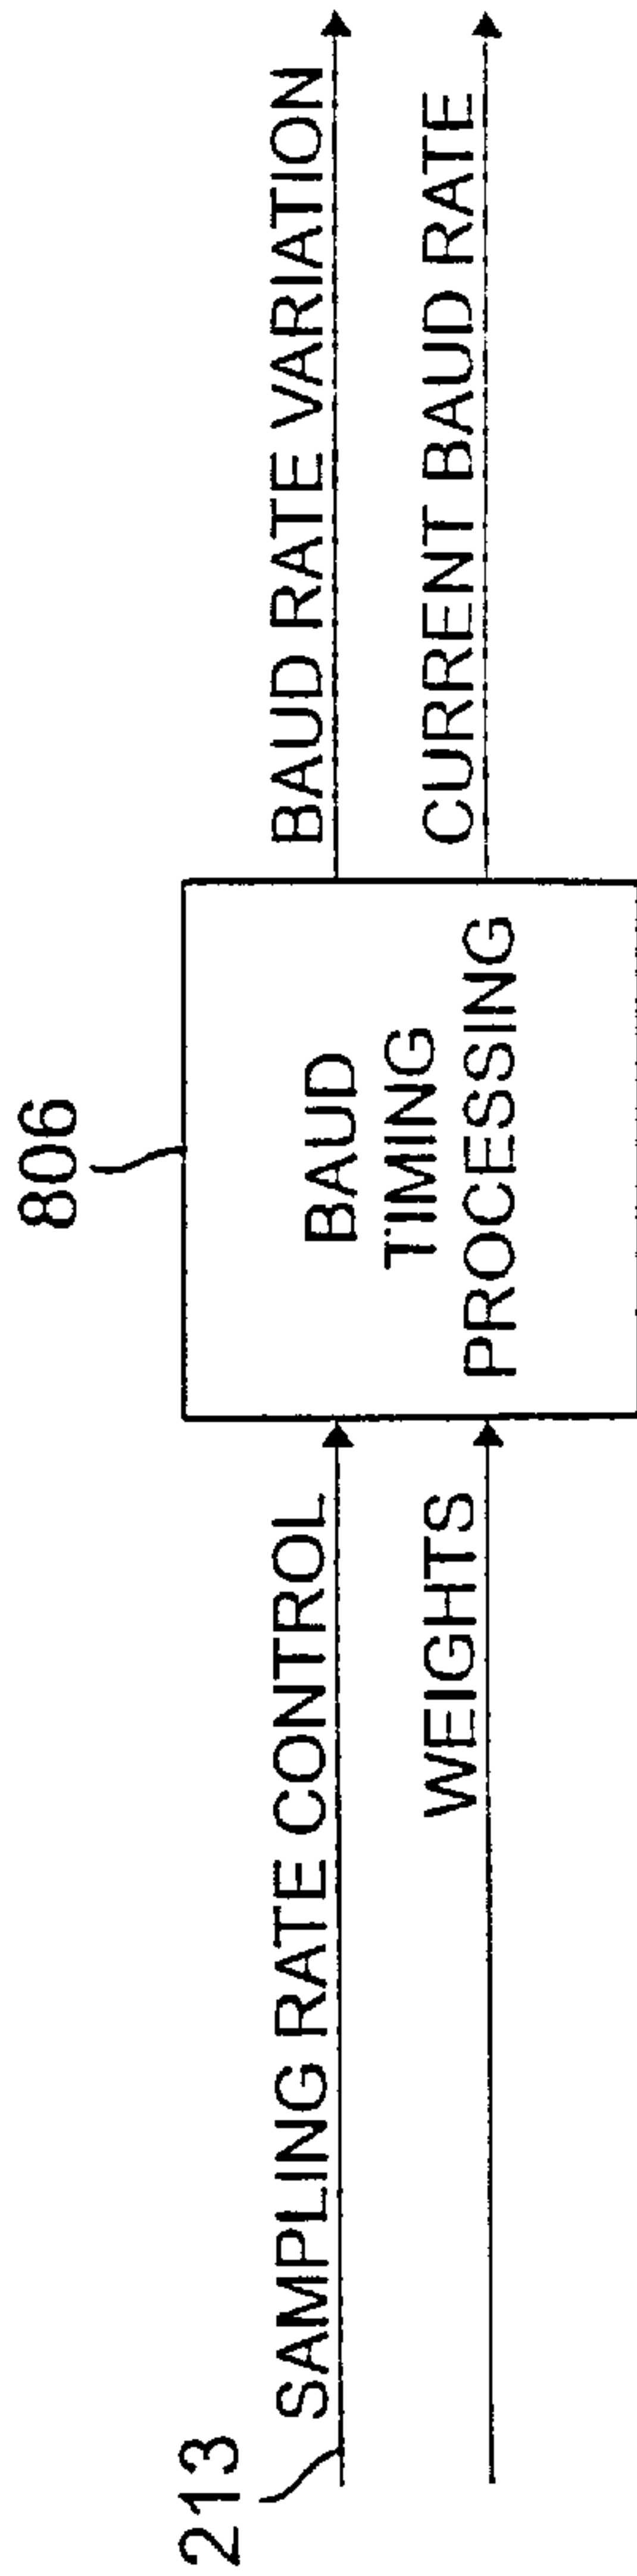 806
213
SAMPLING RATE CONTROL
WEIGHTS
BAUD
TIMING
PROCESSING
BAUD RATE VARIATION
CURRENT BAUD RATE